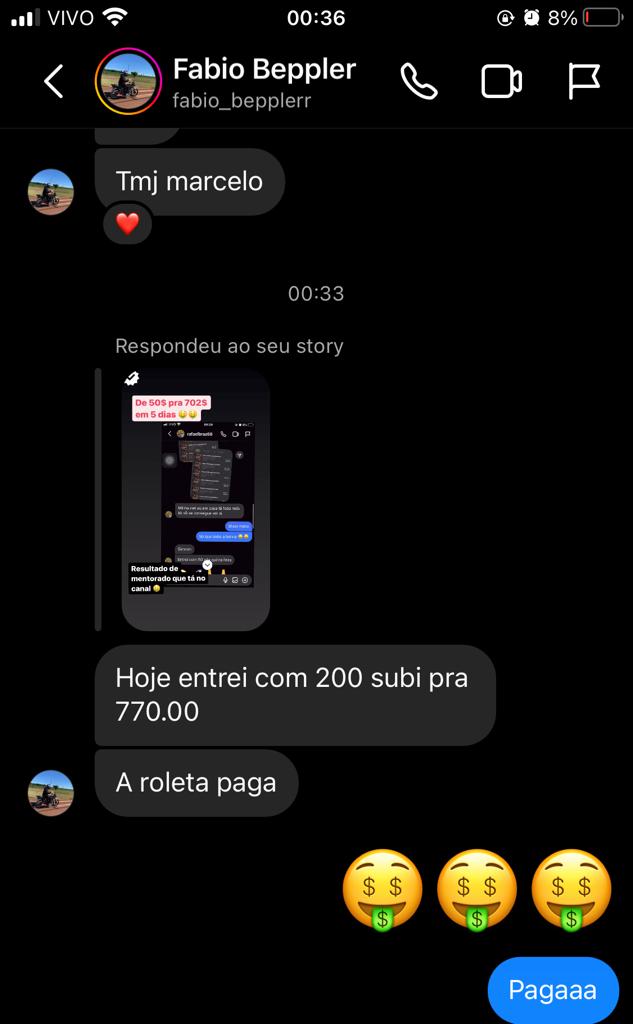 VIVO 00:36 8%
Fabio Beppler
fabio_bepplerr
Tmj marcelo
00:33
Respondeu ao seu story
De 50$ pra 702$
em 5 dias
Resultado de
mentorado que tá no
canal
Hoje entrei com 200 subi pra
770.00
A roleta paga
$ $ $ $ $ $
$ $ $
Pagaaa